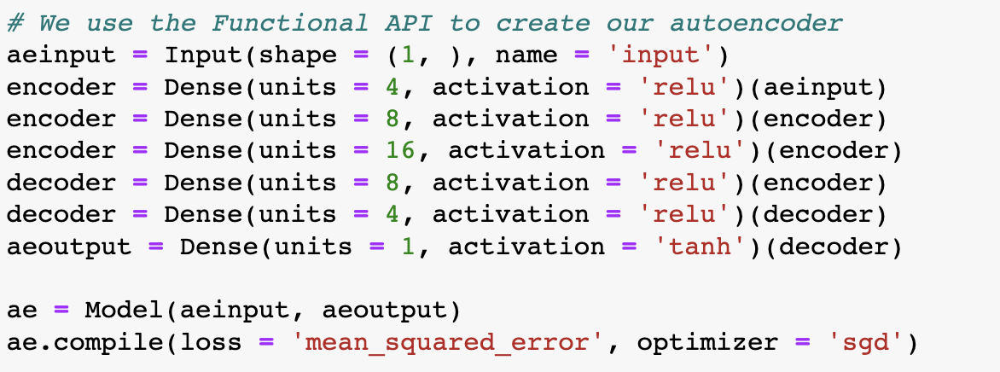 # We use the Functional API to create our autoencoder
aeinput = Input(shape = (1, ), name = 'input')
encoder = Dense(units = 4, activation = 'relu')(aeinput)
encoder = Dense(units = 8, activation = 'relu')(encoder)
encoder = Dense(units = 16, activation = 'relu')(encoder)
decoder = Dense(units = 8, activation = 'relu')(encoder)
decoder = Dense(units = 4, activation = 'relu')(decoder)
aeoutput = Dense(units = 1, activation = 'tanh')(decoder)
ae = Model(aeinput, aeoutput)
ae.compile(loss = 'mean_squared_error', optimizer = 'sgd')